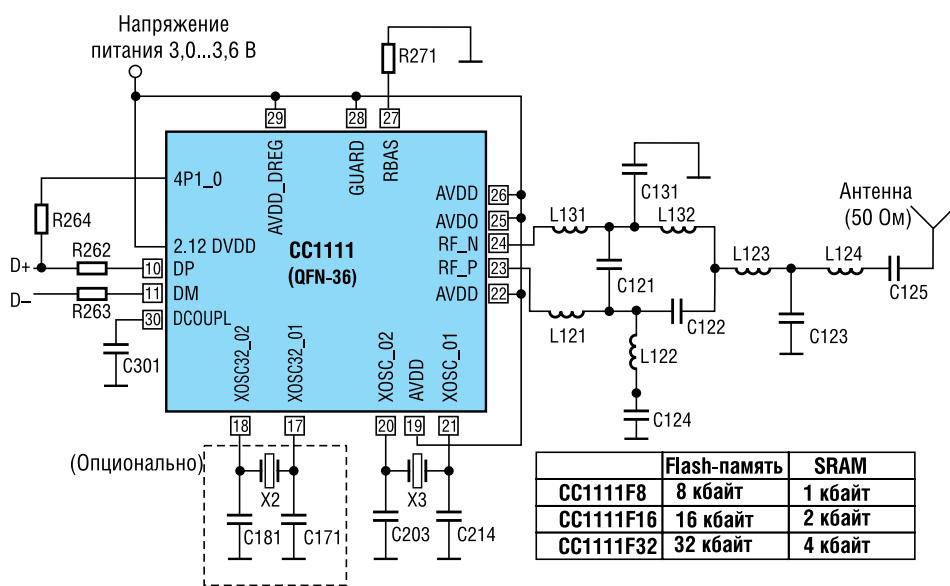 Напряжение
питания 3,0...3,6 В
R271
29
28
27
AVDD_DREG
GUARD
RBAS
4P1_0
R264
2.12 DVDD
CC1111
(QFN-36)
D+
R262
10
DP
D–
R263
11
DM
30
DCOUPL
C301
AVDD
26
AVDO
25
RF_N
24
RF_P
23
AVDD
22
XOSC32_02
XOSC32_01
XOSC_02
AVDD
XOSC_01
18
17
20
19
21
L131
C131
L132
C121
L121
C122
L122
C124
L123
L124
C123
C125
Антенна
(50 Ом)
(Опционально)
X2
X3
C181
C171
C203
C214
Flash-память SRAM
CC1111F8 8 кбайт 1 кбайт
CC1111F16 16 кбайт 2 кбайт
CC1111F32 32 кбайт 4 кбайт